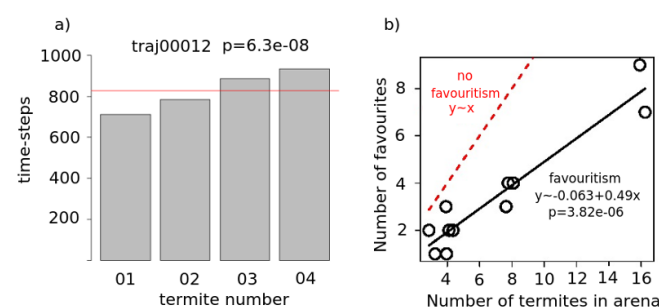 a)
traj00012 p=6.3e-08
1000
800
600
400
200
time-steps
01 02 03 04
termite number
b)
8
6
4
2
Number of favourites
no
favouritism
y~x
favouritism
y~-0.063+0.49x
p=3.82e-06
4 6 8 10 12 14 16
Number of termites in arena